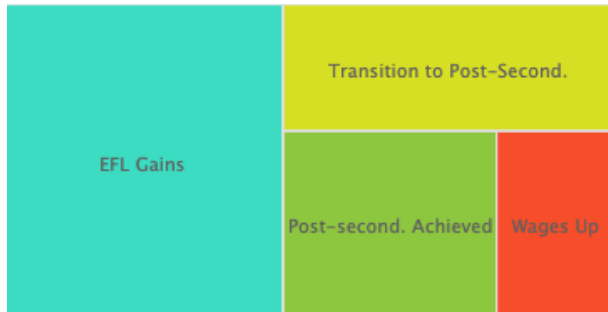 EFL Gains
Transition to Post-Second.
Post-second. Achieved
Wages Up